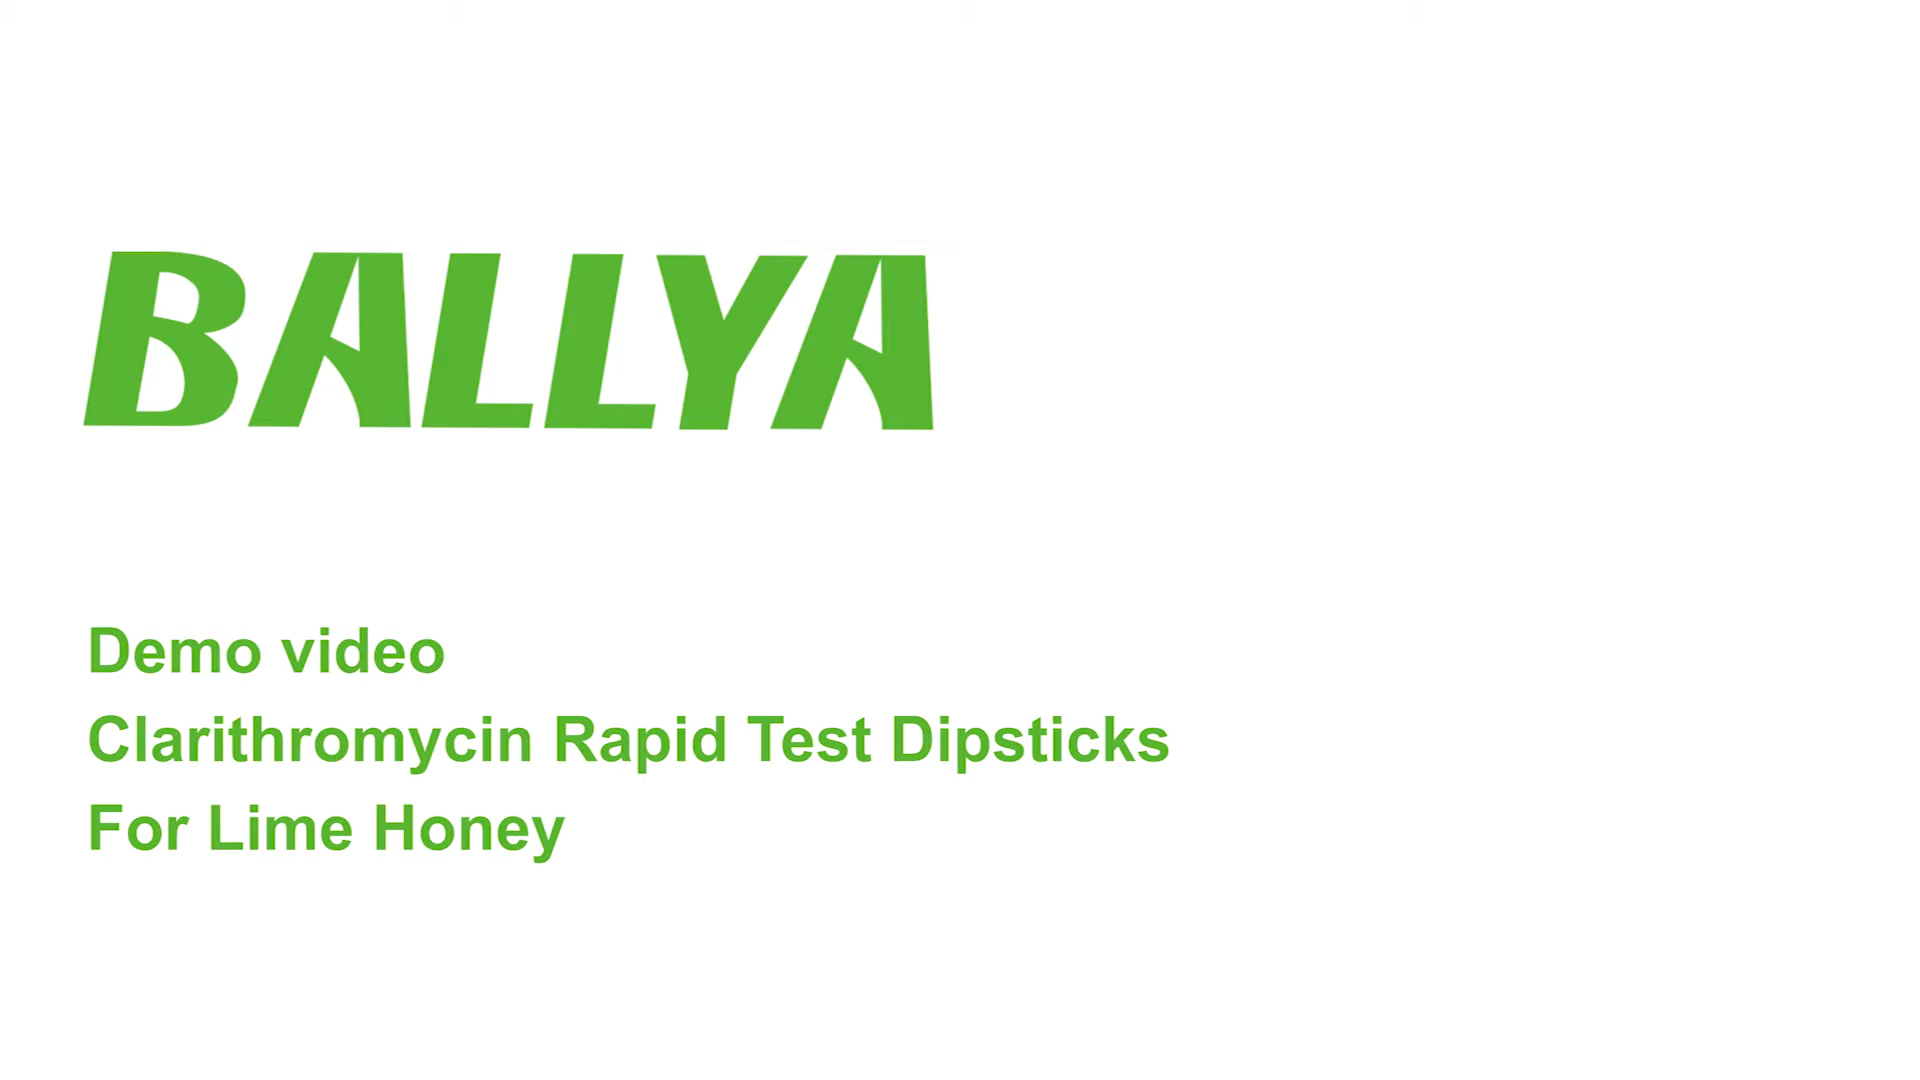 BALLYA
Demo video
Clarithromycin Rapid Test Dipsticks
For Lime Honey